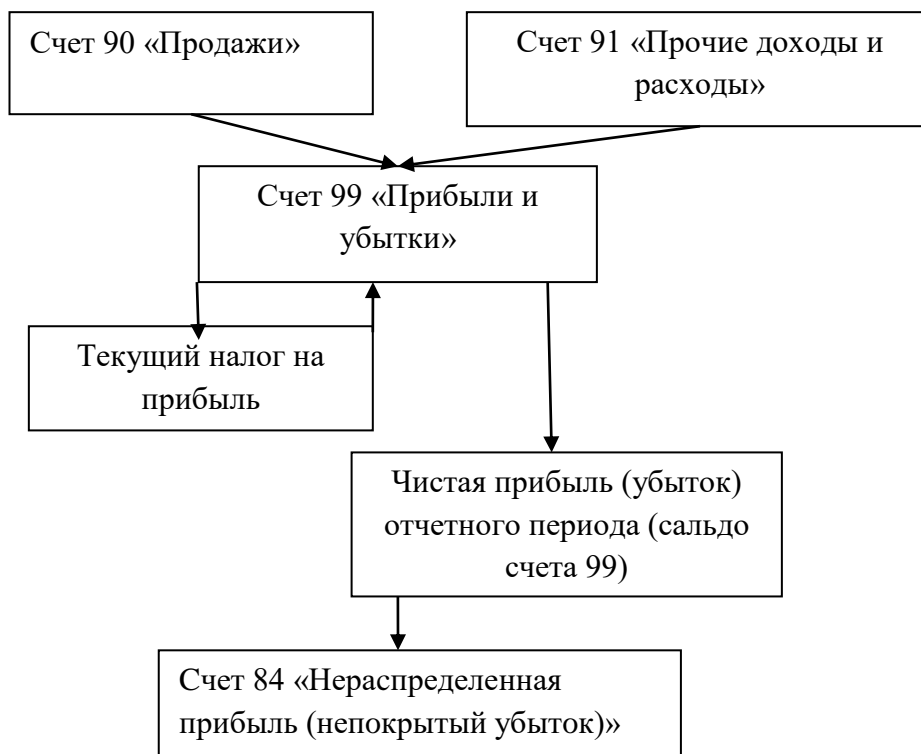 Счет 90 «Продажи»
Счет 91 «Прочие доходы и
расходы»
Счет 99 «Прибыли и
убытки»
Текущий налог на
прибыль
Чистая прибыль (убыток)
отчетного периода (сальдо
счета 99)
Счет 84 «Нераспределенная
прибыль (непокрытый убыток)»